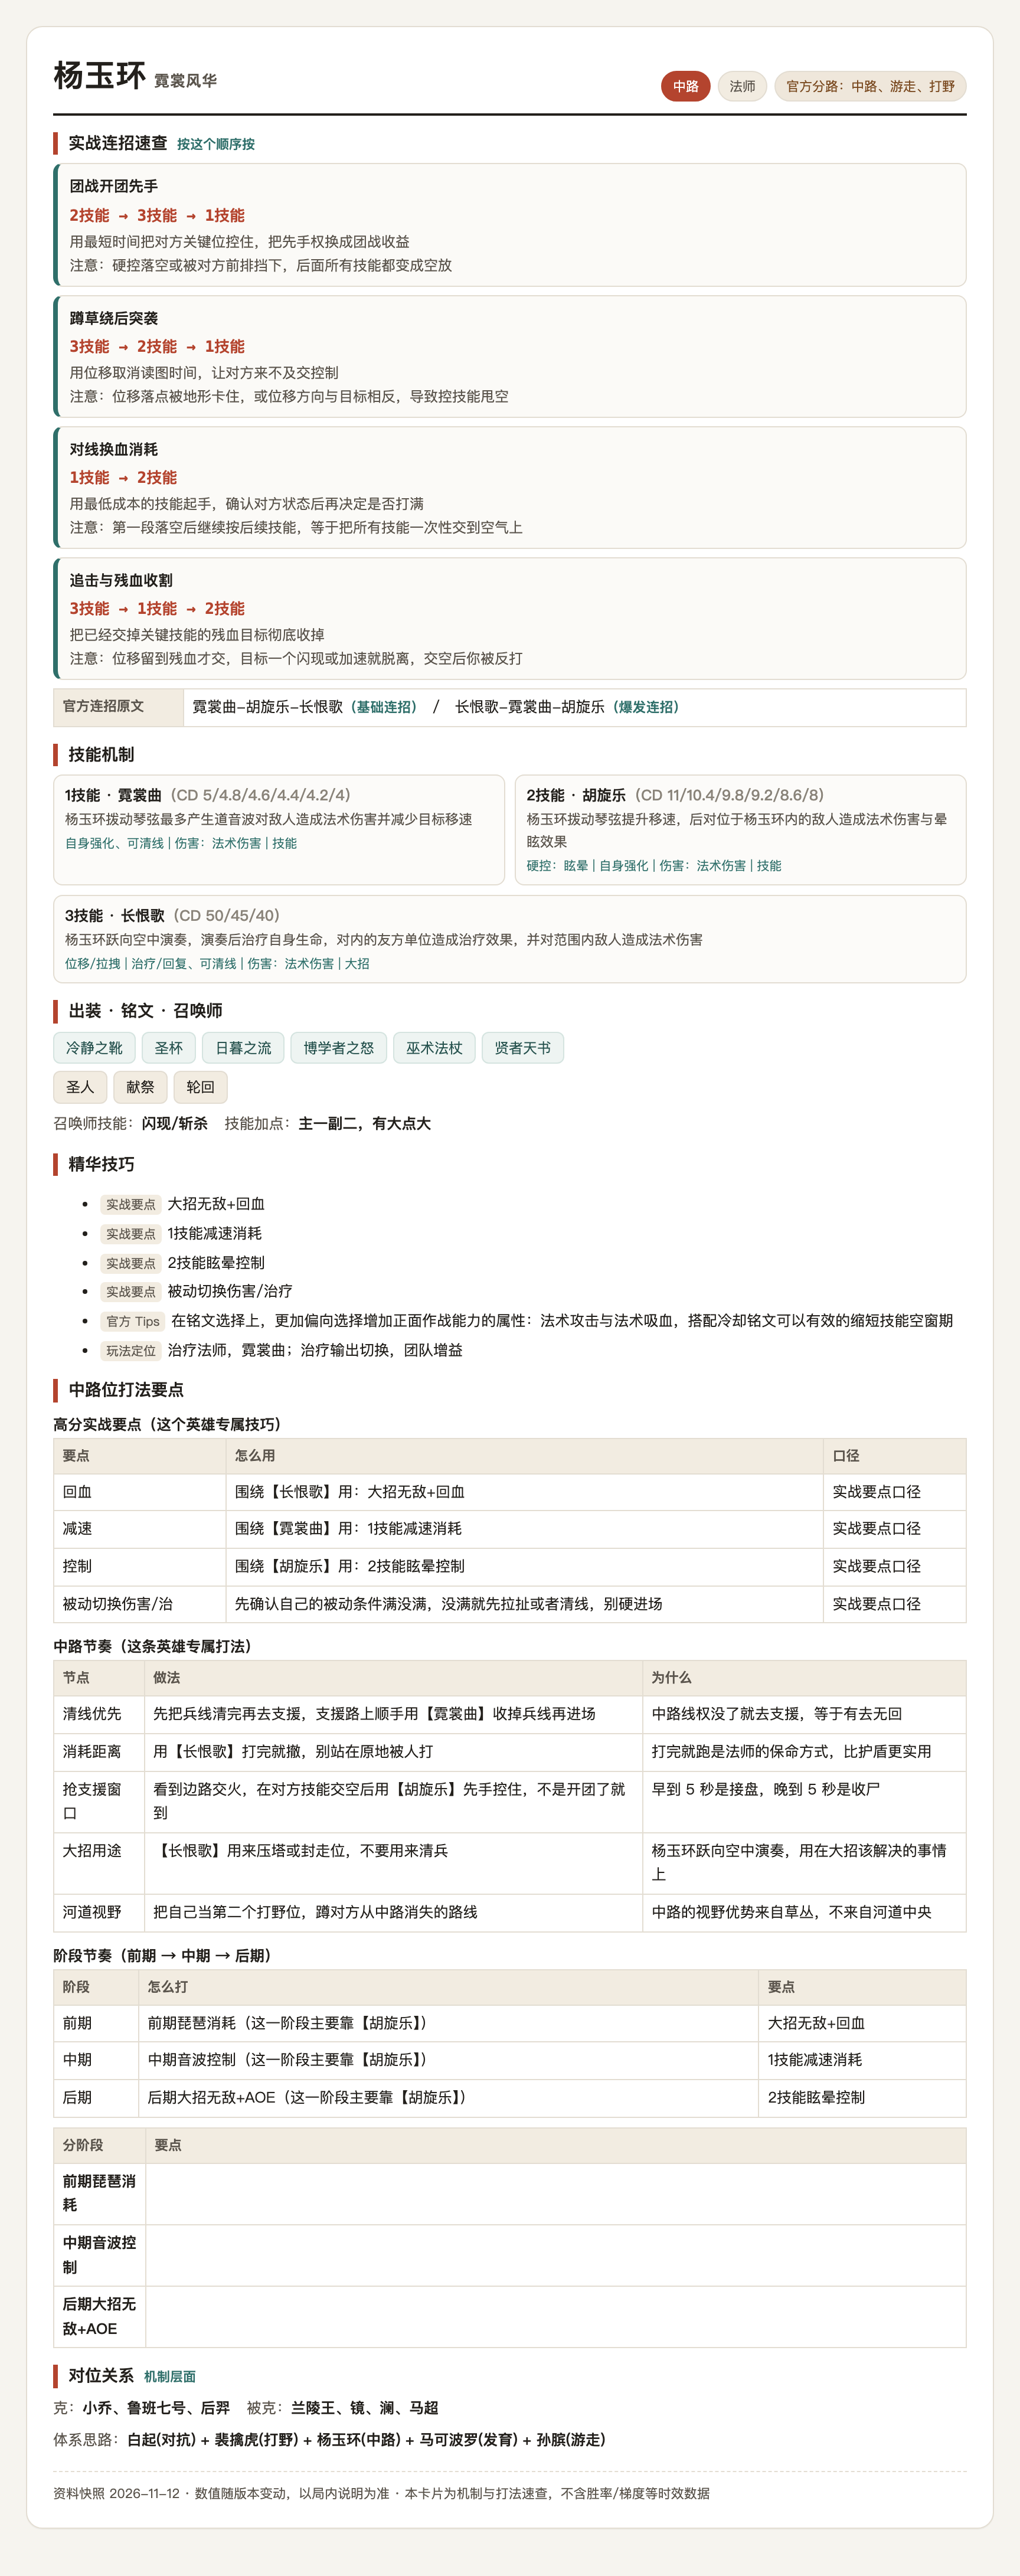 杨玉环 霓裳风华
中路 法师 官方分路：中路、游走、打野
实战连招速查 按这个顺序按
团战开团先手
2技能 → 3技能 → 1技能
用最短时间把对方关键位控住，把先手权换成团战收益
注意：硬控落空或被对方前排挡下，后面所有技能都变成空放
蹲草绕后突袭
3技能 → 2技能 → 1技能
用位移取消读图时间，让对方来不及交控制
注意：位移落点被地形卡住，或位移方向与目标相反，导致控技能甩空
对线换血消耗
1技能 → 2技能
用最低成本的技能起手，确认对方状态后再决定是否打满
注意：第一段落空后继续按后续技能，等于把所有技能一次性交到空气上
追击与残血收割
3技能 → 1技能 → 2技能
把已经交掉关键技能的残血目标彻底收掉
注意：位移留到残血才交，目标一个闪现或加速就脱离，交空后你被反打
官方连招原文 霓裳曲–胡旋乐–长恨歌（基础连招） / 长恨歌–霓裳曲–胡旋乐（爆发连招）
技能机制
1技能 · 霓裳曲（CD 5/4.8/4.6/4.4/4.2/4）
杨玉环拨动琴弦最多产生道音波对敌人造成法术伤害并减少目标移速
自身强化、可清线 | 伤害：法术伤害 | 技能
2技能 · 胡旋乐（CD 11/10.4/9.8/9.2/8.6/8）
杨玉环拨动琴弦提升移速，后对位于杨玉环内的敌人造成法术伤害与晕
眩效果
硬控：眩晕 | 自身强化 | 伤害：法术伤害 | 技能
3技能 · 长恨歌（CD 50/45/40）
杨玉环跃向空中演奏，演奏后治疗自身生命，对内的友方单位造成治疗效果，并对范围内敌人造成法术伤害
位移/拉拽 | 治疗/回复、可清线 | 伤害：法术伤害 | 大招
出装 · 铭文 · 召唤师
冷静之靴 圣杯 日暮之流 博学者之怒 巫术法杖 贤者天书
圣人 献祭 轮回
召唤师技能：闪现/斩杀 技能加点：主一副二，有大点大
精华技巧
• 实战要点 大招无敌+回血
• 实战要点 1技能减速消耗
• 实战要点 2技能眩晕控制
• 实战要点 被动切换伤害/治疗
• 官方 Tips 在铭文选择上，更加偏向选择增加正面作战能力的属性：法术攻击与法术吸血，搭配冷却铭文可以有效的缩短技能空窗期
• 玩法定位 治疗法师，霓裳曲；治疗输出切换，团队增益
中路位打法要点
高分实战要点（这个英雄专属技巧）
要点 怎么用 口径
回血 围绕【长恨歌】用：大招无敌+回血 实战要点口径
减速 围绕【霓裳曲】用：1技能减速消耗 实战要点口径
控制 围绕【胡旋乐】用：2技能眩晕控制 实战要点口径
被动切换伤害/治 先确认自己的被动条件满没满，没满就先拉扯或者清线，别硬进场 实战要点口径
中路节奏（这条英雄专属打法）
节点 做法 为什么
清线优先 先把兵线清完再去支援，支援路上顺手用【霓裳曲】收掉兵线再进场 中路线权没了就去支援，等于有去无回
消耗距离 用【长恨歌】打完就撤，别站在原地被人打 打完就跑是法师的保命方式，比护盾更实用
抢支援窗
口
看到边路交火，在对方技能交空后用【胡旋乐】先手控住，不是开团了就
到
早到 5 秒是接盘，晚到 5 秒是收尸
大招用途 【长恨歌】用来压塔或封走位，不要用来清兵
杨玉环跃向空中演奏，用在大招该解决的事情
上
河道视野 把自己当第二个打野位，蹲对方从中路消失的路线 中路的视野优势来自草丛，不来自河道中央
阶段节奏（前期 → 中期 → 后期）
阶段 怎么打 要点
前期 前期琵琶消耗（这一阶段主要靠【胡旋乐】） 大招无敌+回血
中期 中期音波控制（这一阶段主要靠【胡旋乐】） 1技能减速消耗
后期 后期大招无敌+AOE（这一阶段主要靠【胡旋乐】） 2技能眩晕控制
分阶段 要点
前期琵琶消
耗
中期音波控
制
后期大招无
敌+AOE
对位关系 机制层面
克：小乔、鲁班七号、后羿 被克：兰陵王、镜、澜、马超
体系思路：白起(对抗) + 裴擒虎(打野) + 杨玉环(中路) + 马可波罗(发育) + 孙膑(游走)
资料快照 2026–11–12 · 数值随版本变动，以局内说明为准 · 本卡片为机制与打法速查，不含胜率/梯度等时效数据